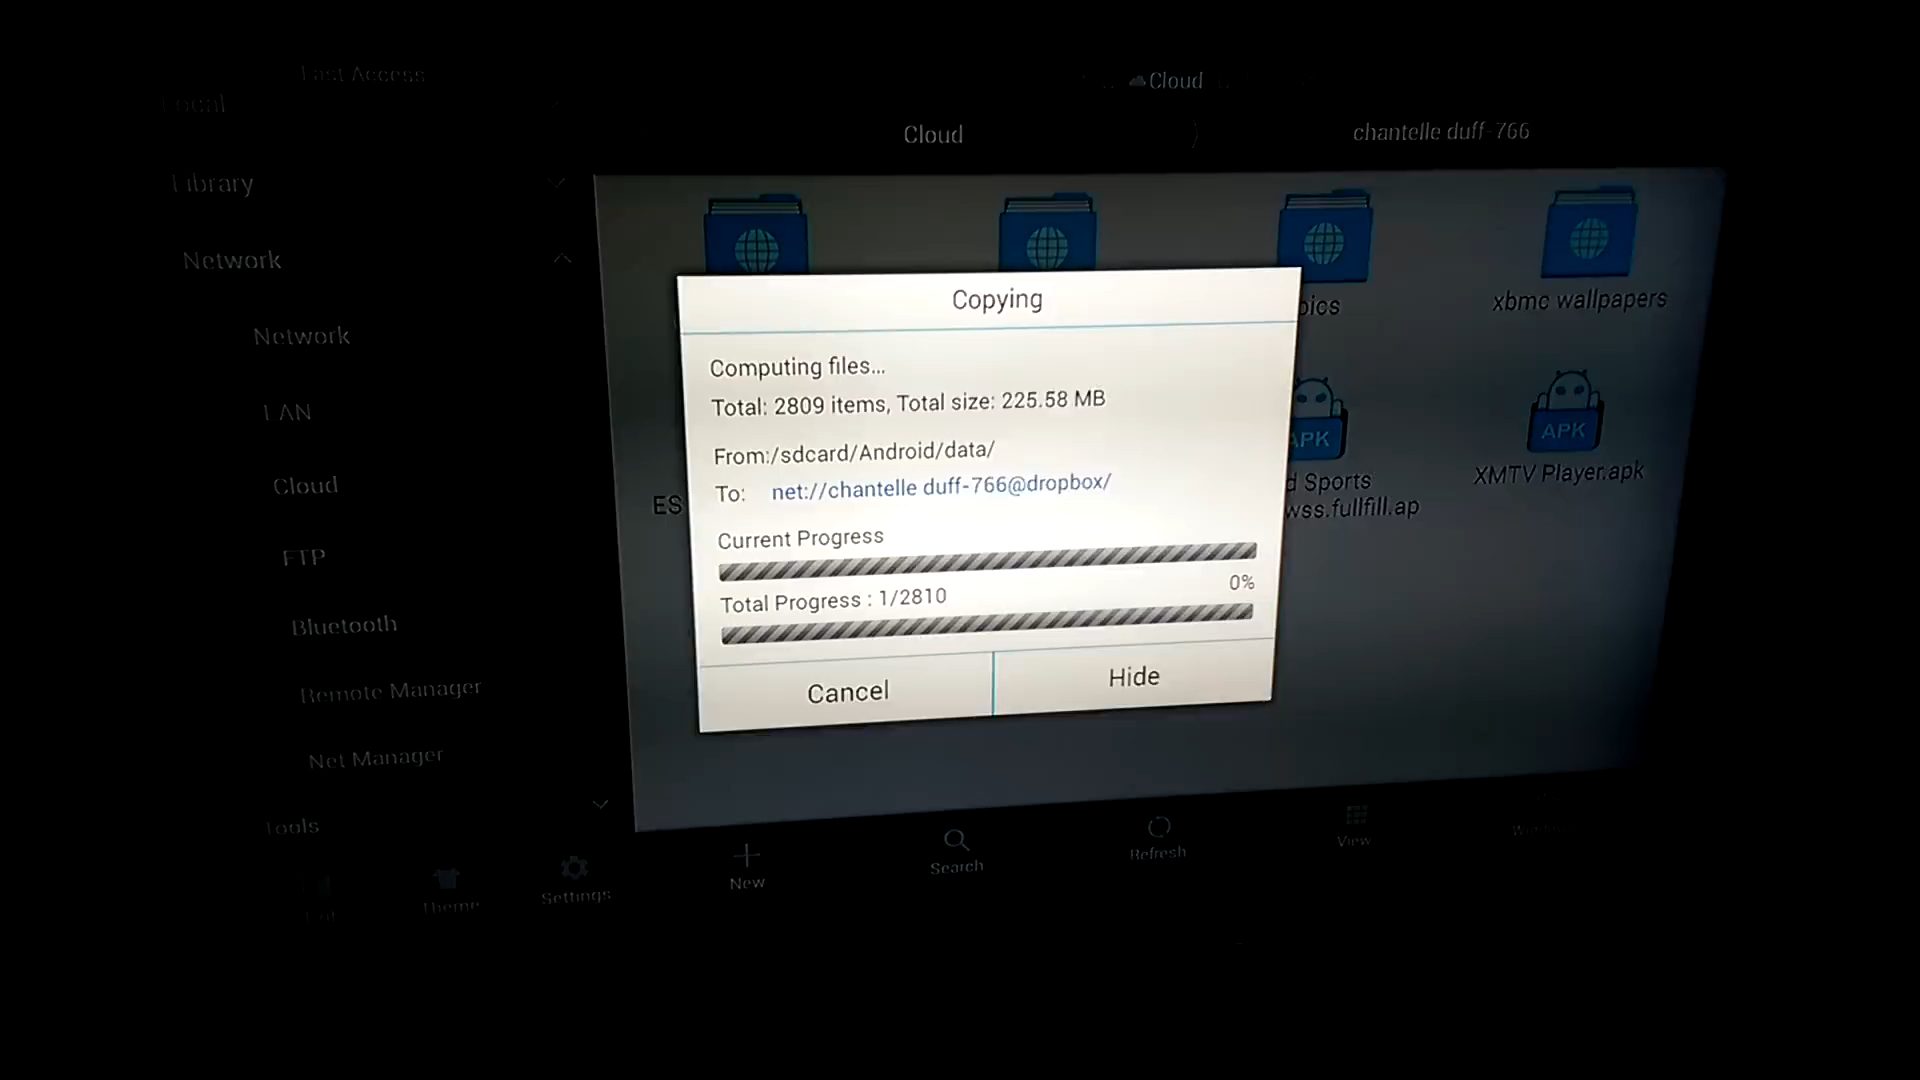 Last Access
Local
Cloud
Library
Cloud
chantelle duff-766
Network
Network
LAN
Cloud
FTP
Bluetooth
Remote Manager
Net Manager
Tools
pics
xbmc wallpapers
APK
APK
ES
d Sports
wss.fullfill.ap
XMTV Player.apk
Copying
Computing files...
Total: 2809 items, Total size: 225.58 MB
From:/sdcard/Android/data/
To: net://chantelle duff-766@dropbox/
Current Progress
Total Progress : 1/2810
0%
Cancel
Hide
Theme
Settings
New
Search
Refresh
View